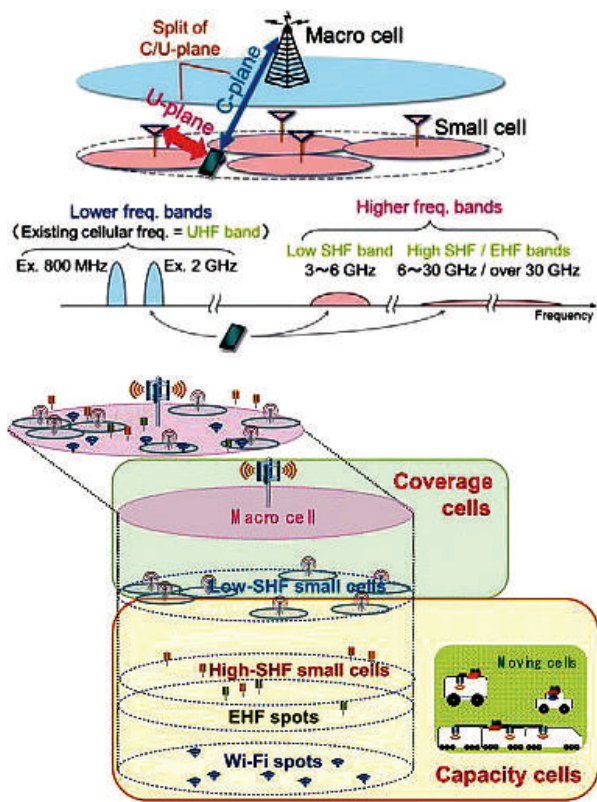 Split of
C/U-plane
Macro cell
C-plane
U-plane
Small cell
Lower freq. bands
(Existing cellular freq. = UHF band)
Ex. 800 MHz
Ex. 2 GHz
Higher freq. bands
Low SHF band
3～6 GHz
High SHF / EHF bands
6～30 GHz / over 30 GHz
Frequency
Coverage
cells
Macro cell
Low-SHF small cells
High-SHF small cells
EHF spots
Wi-Fi spots
Moving cells
Capacity cells